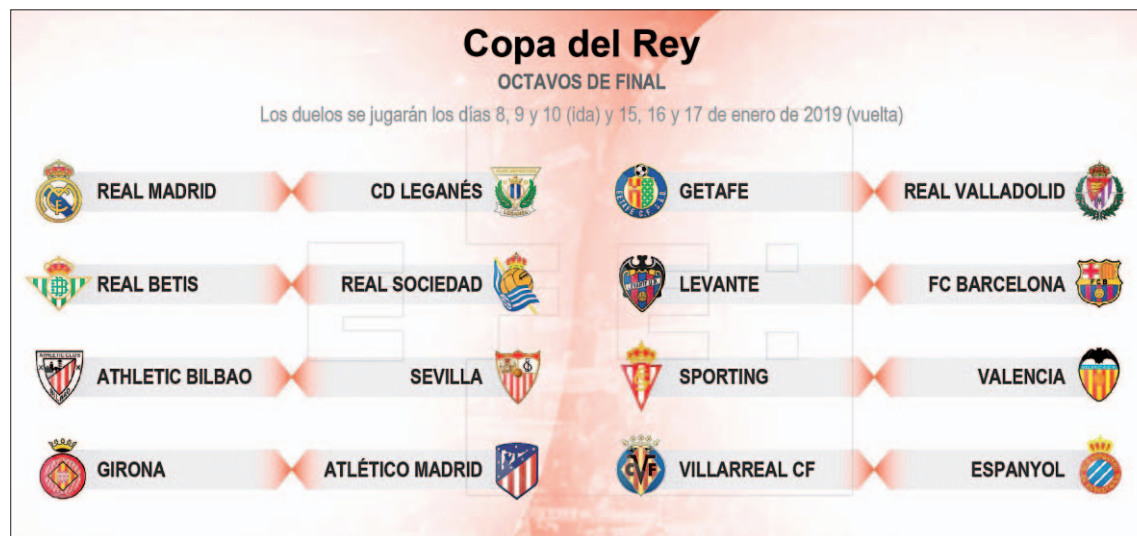 Copa del Rey
OCTAVOS DE FINAL
Los duelos se jugarán los días 8, 9 y 10 (ida) y 15, 16 y 17 de enero de 2019 (vuelta)
REAL MADRID
CD LEGANÉS
GETAFE
REAL VALLADOLID
REAL BETIS
REAL SOCIEDAD
LEVANTE
FC BARCELONA
ATHLETIC BILBAO
SEVILLA
SPORTING
VALENCIA
GIRONA
ATLÉTICO MADRID
VILLARREAL CF
ESPANYOL